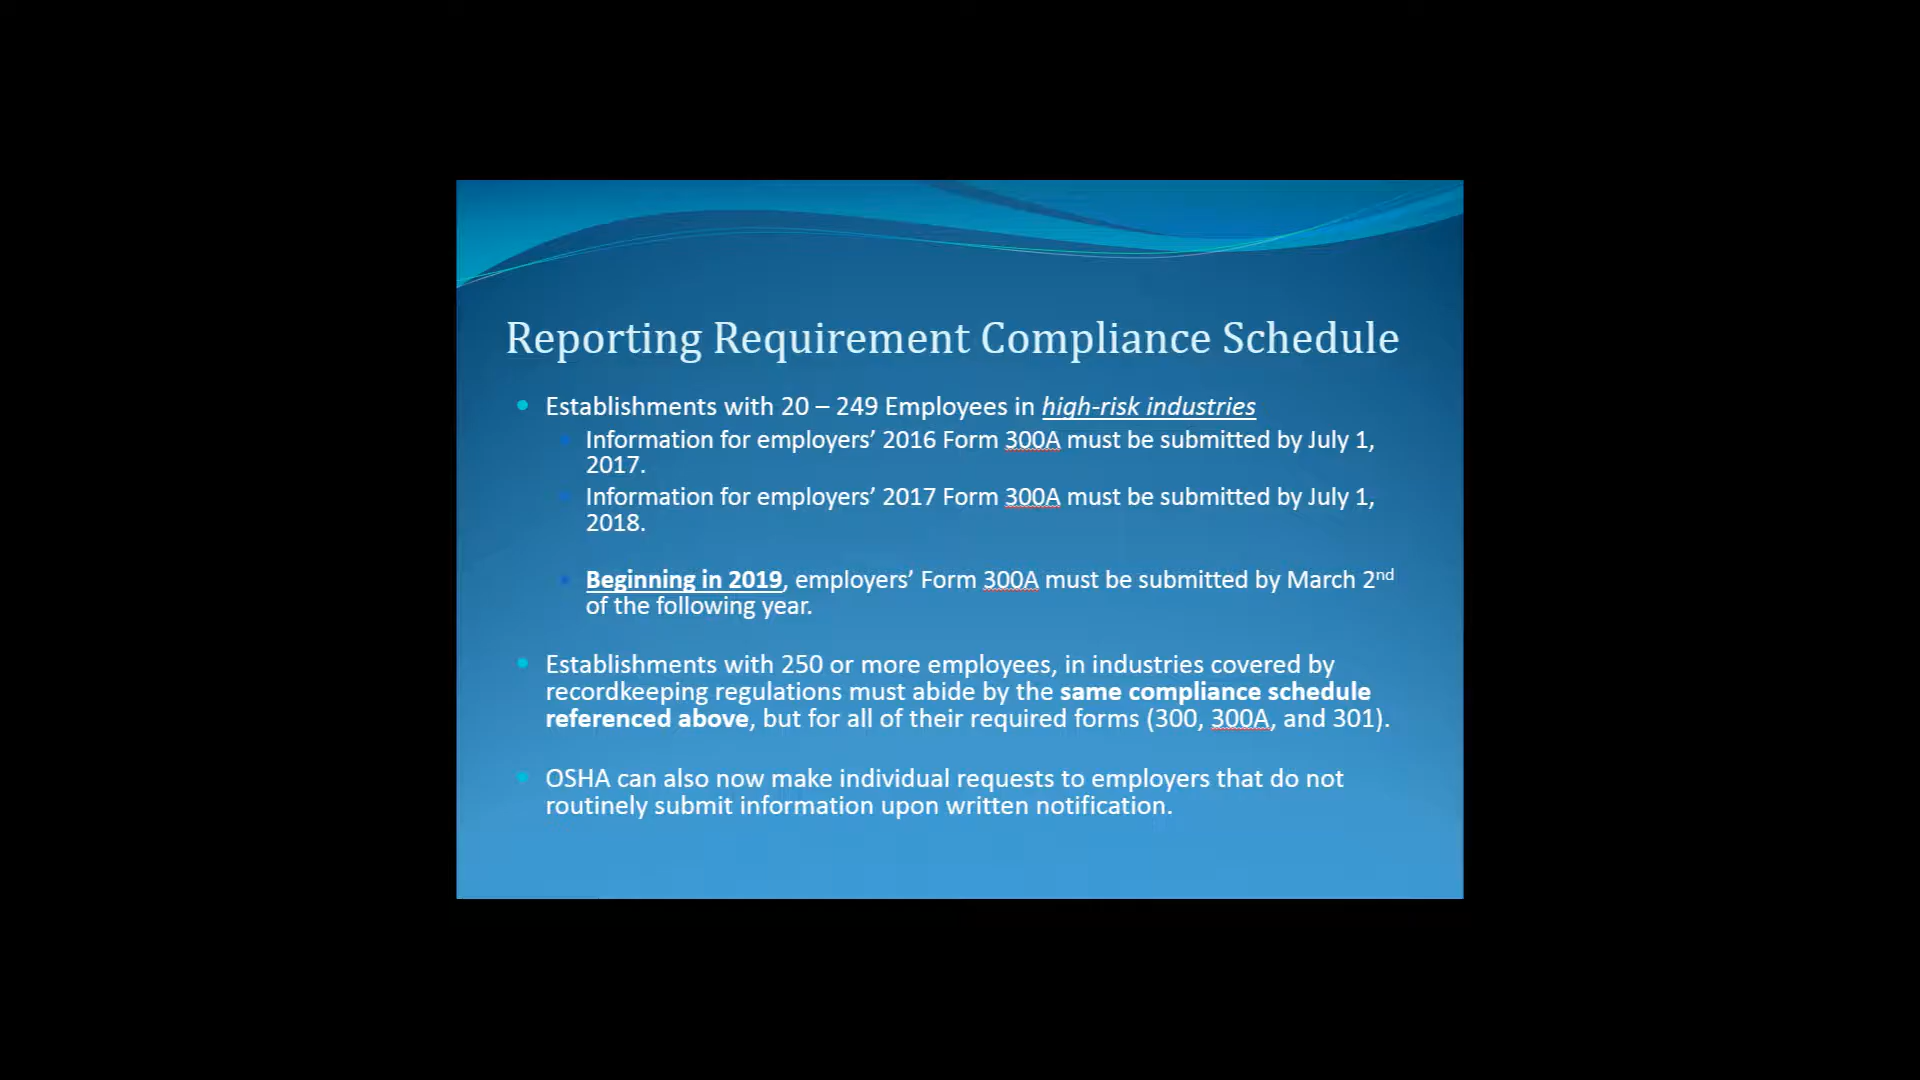 Reporting Requirement Compliance Schedule
Establishments with 20 – 249 Employees in high-risk industries
Information for employers’ 2016 Form 300A must be submitted by July 1,
2017.
Information for employers’ 2017 Form 300A must be submitted by July 1,
2018.
Beginning in 2019, employers’ Form 300A must be submitted by March 2nd
of the following year.
Establishments with 250 or more employees, in industries covered by
recordkeeping regulations must abide by the same compliance schedule
referenced above, but for all of their required forms (300, 300A, and 301).
OSHA can also now make individual requests to employers that do not
routinely submit information upon written notification.